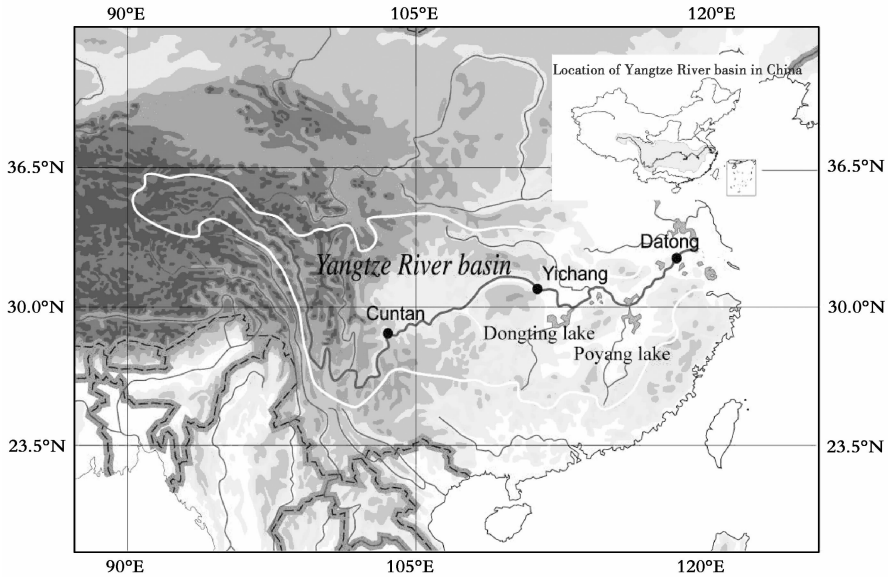 90°E 105°E 120°E
Location of Yangtze River basin in China
36.5°N 36.5°N
Datong
Yangtze River basin
Yichang
30.0°N 30.0°N
Cuntan
Dongting lake
Poyang lake
23.5°N 23.5°N
90°E 105°E 120°E